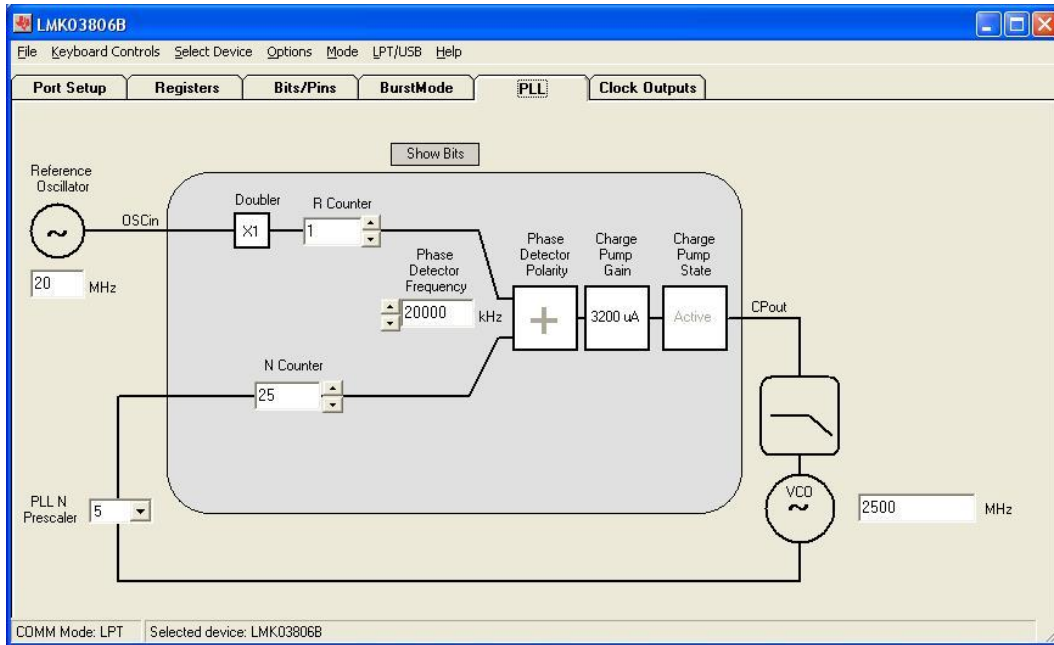 LMK03806B
File Keyboard Controls Select Device Options Mode LPT/USB Help
Port Setup Registers Bits/Pins BurstMode PLL Clock Outputs
Show Bits
Reference
Oscillator
OSCin
20 MHz
Doubler
X1
R Counter
1
Phase
Detector
Frequency
20000 kHz
Phase
Detector
Polarity
+
Charge
Pump
Gain
3200 uA
Charge
Pump
State
Active
CPout
N Counter
25
PLL N
Prescaler
5
VCO
2500 MHz
COMM Mode: LPT Selected device: LMK03806B